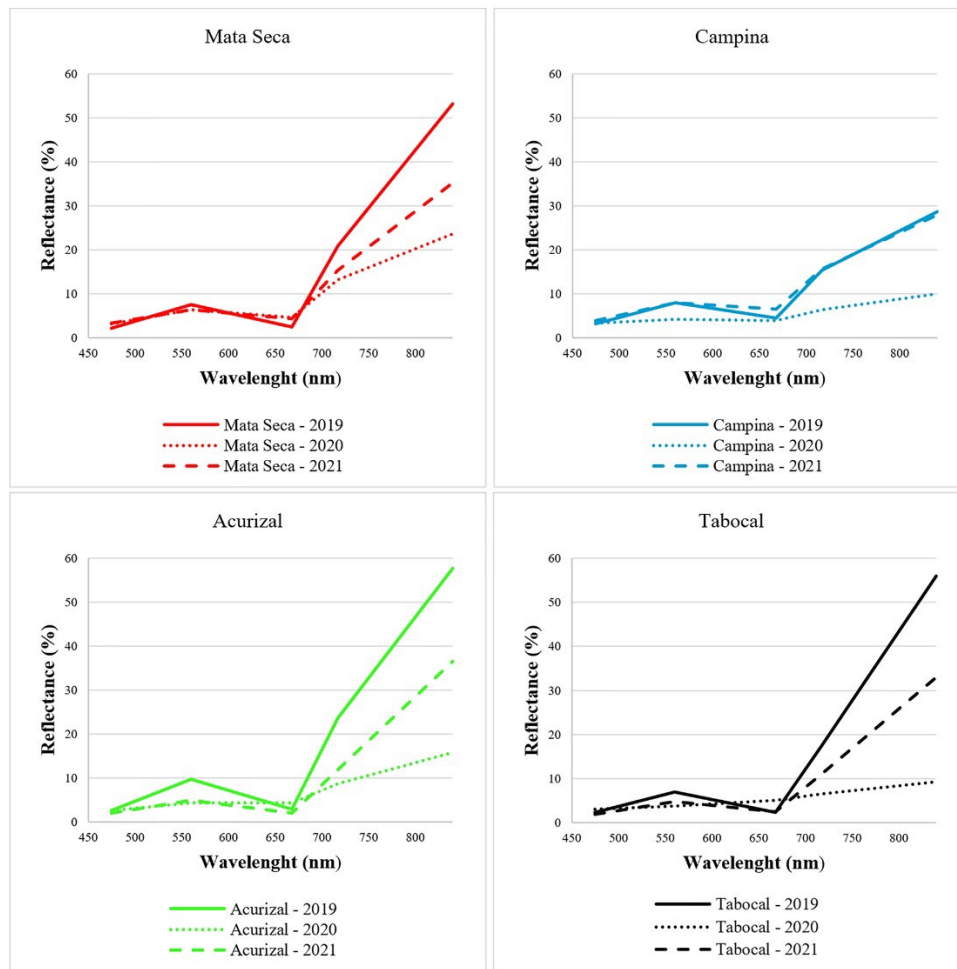 Mata Seca
60
50
40
30
20
10
0
Reflectance (%)
450 500 550 600 650 700 750 800
Wavelenght (nm)
Mata Seca - 2019
Mata Seca - 2020
Mata Seca - 2021
Campina
60
50
40
30
20
10
0
Reflectance (%)
450 500 550 600 650 700 750 800
Wavelenght (nm)
Campina - 2019
Campina - 2020
Campina - 2021
Acurizal
60
50
40
30
20
10
0
Reflectance (%)
450 500 550 600 650 700 750 800
Wavelenght (nm)
Acurizal - 2019
Acurizal - 2020
Acurizal - 2021
Tabocal
60
50
40
30
20
10
0
Reflectance (%)
450 500 550 600 650 700 750 800
Wavelenght (nm)
Tabocal - 2019
Tabocal - 2020
Tabocal - 2021